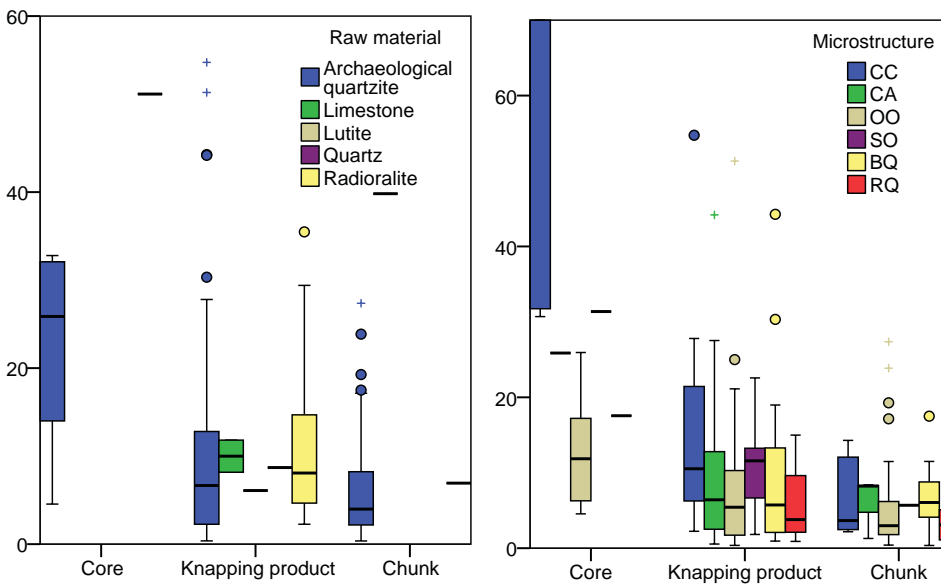 60
40
20
0
Raw material
Archaeological
quartzite
Limestone
Lutite
Quartz
Radioralite
Core
Knapping product
Chunk
60
40
20
0
Microstructure
CC
CA
OO
SO
BQ
RQ
Core
Knapping product
Chunk